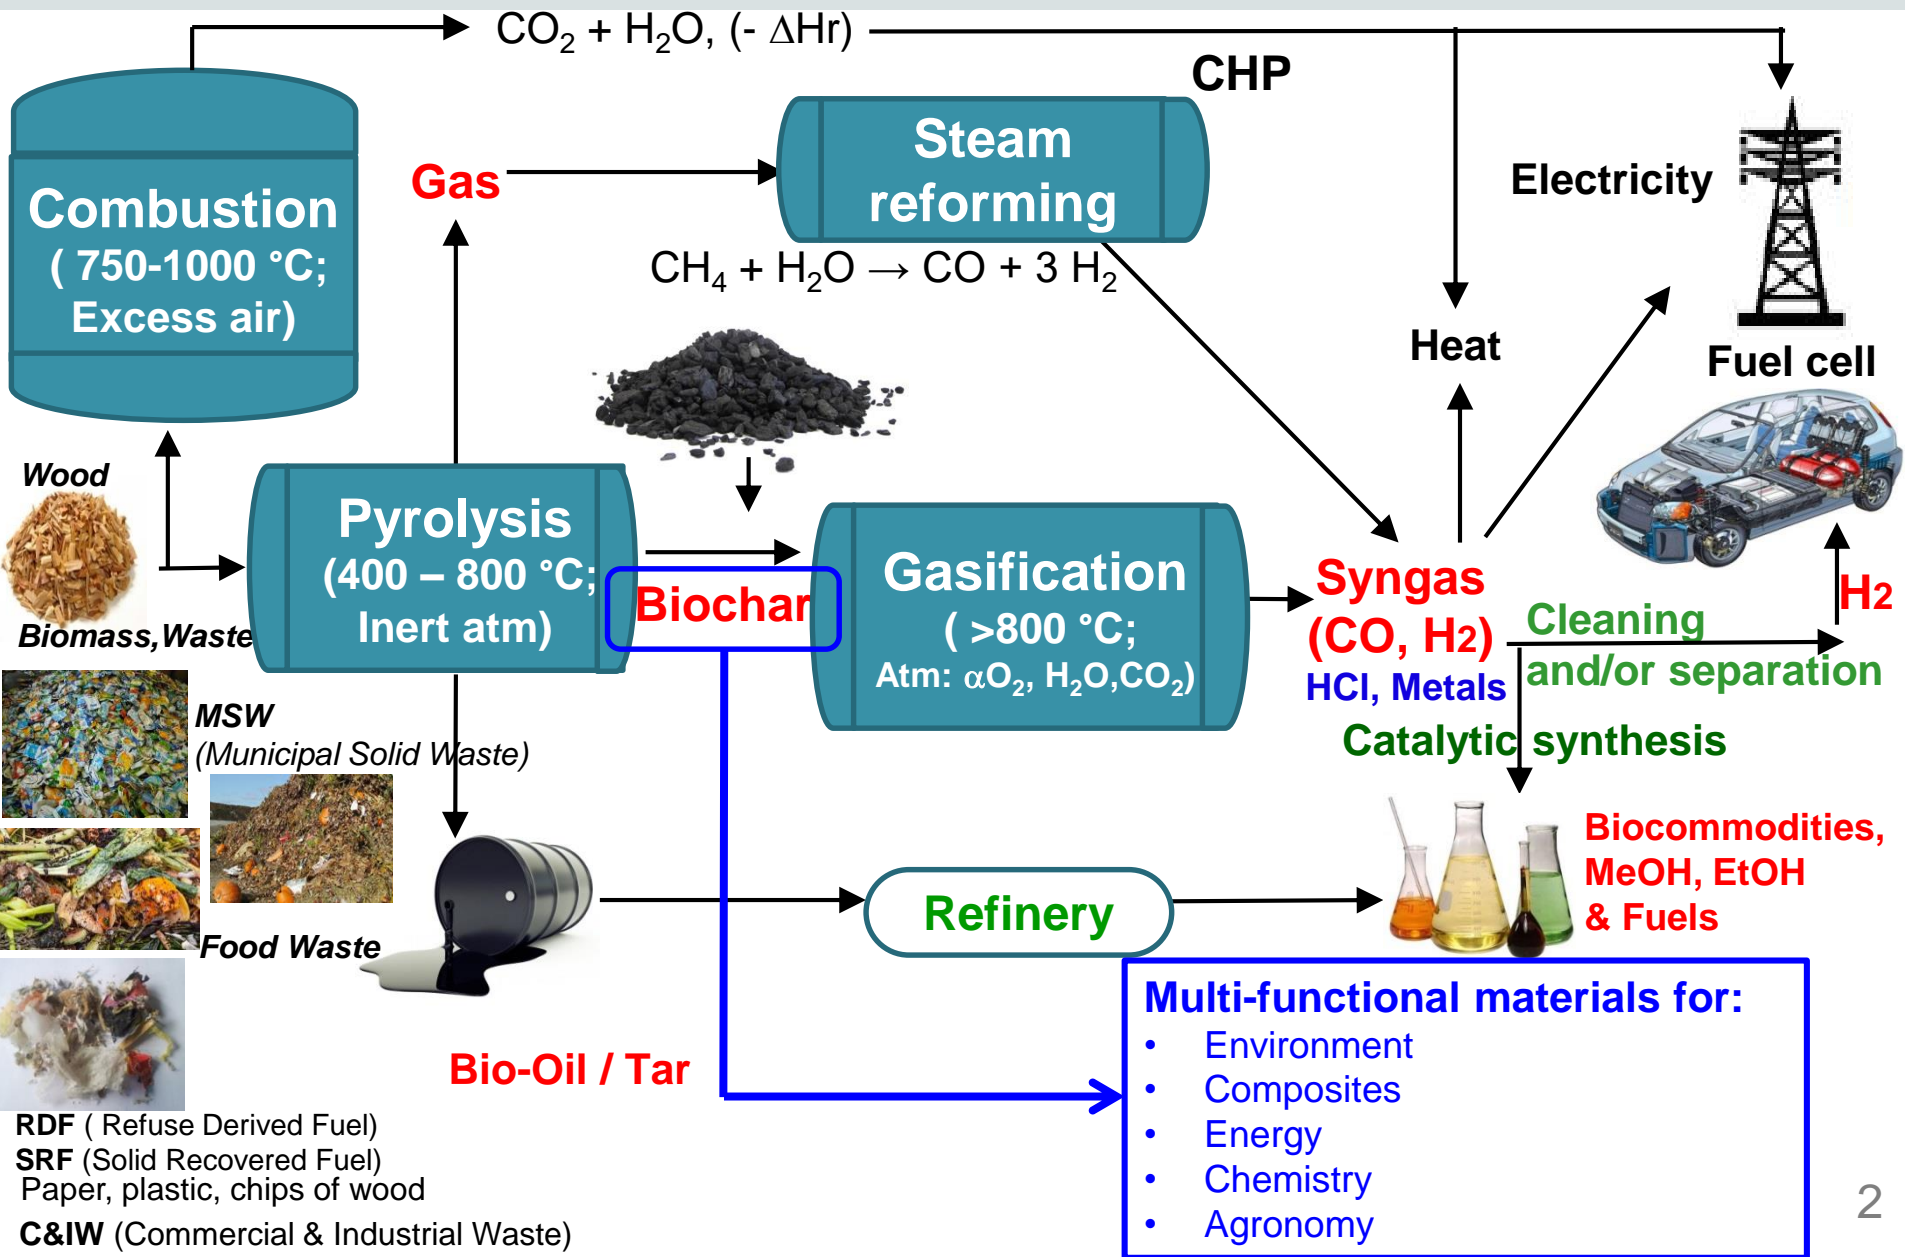 CO₂ + H₂O, (- ΔHr)
CHP
Combustion
( 750-1000 °C;
Excess air)
Gas
Steam
reforming
CH₄ + H₂O → CO + 3 H₂
Electricity
Heat
Fuel cell
Wood
Biomass, Waste
Pyrolysis
(400 – 800 °C;
Inert atm)
Biochar
Gasification
( >800 °C;
Atm: αO₂, H₂O,CO₂)
Syngas
(CO, H2)
HCl, Metals
Cleaning
and/or separation
H2
Catalytic synthesis
MSW
(Municipal Solid Waste)
Food Waste
Refinery
Biocommodities,
MeOH, EtOH
& Fuels
Bio-Oil / Tar
Multi-functional materials for:
• Environment
• Composites
• Energy
• Chemistry
• Agronomy
RDF ( Refuse Derived Fuel)
SRF (Solid Recovered Fuel)
Paper, plastic, chips of wood
C&IW (Commercial & Industrial Waste)
2